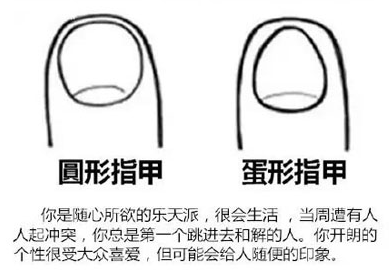 圓形指甲 蛋形指甲
你是随心所欲的乐天派，很会生活 ，当周遭有人
人起冲突，你总是第一个跳进去和解的人。你开朗的
个性很受大众喜爱，但可能会给人随便的印象。